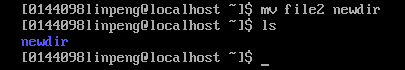 [0144098linpeng@localhost ~]$ mv file2 newdir
[0144098linpeng@localhost ~]$ ls
newdir
[0144098linpeng@localhost ~]$ _